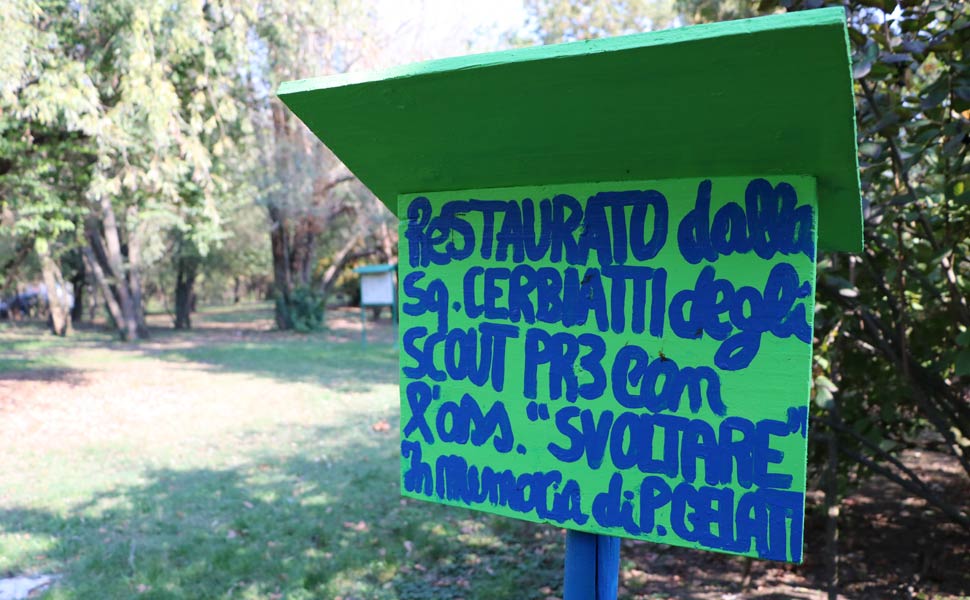 RESTAURATO dalla
sq. CERBIATTI degli
SCOUT PR3 con
l'ass. "SVOLTARE"
In memoria di P. GELATI